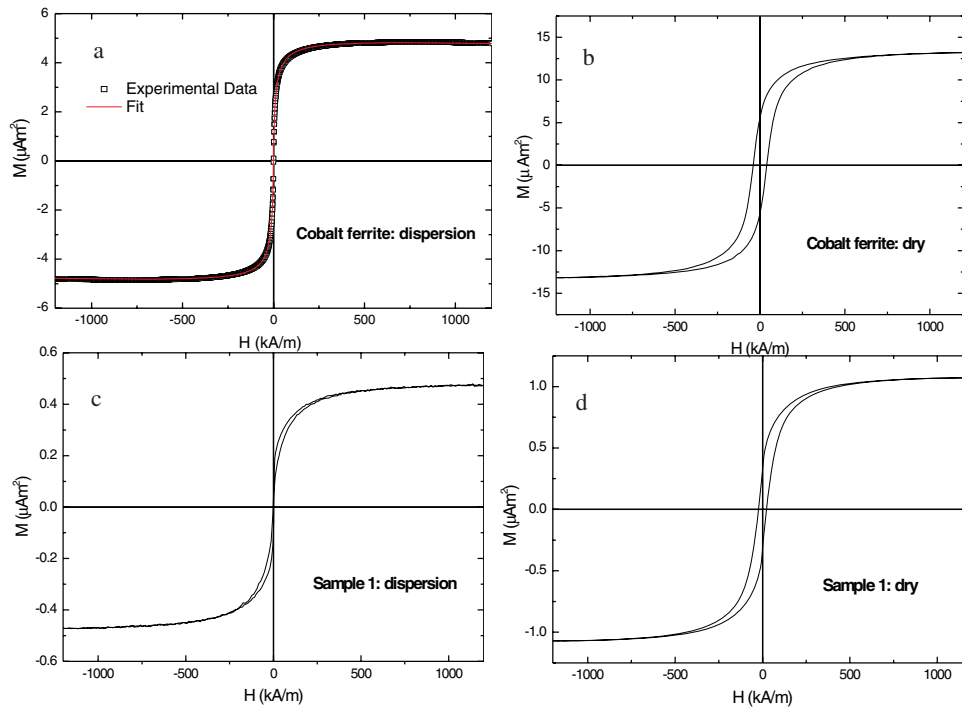 a
Experimental Data
Fit
M (μAm²)
6
4
2
0
-2
-4
-6
Cobalt ferrite: dispersion
-1000 -500 0 500 1000
H (kA/m)
b
M (μ Am²)
15
10
5
0
-5
-10
-15
Cobalt ferrite: dry
-1000 -500 0 500 1000
H (kA/m)
c
M (μAm²)
0.6
0.4
0.2
0.0
-0.2
-0.4
-0.6
Sample 1: dispersion
-1000 -500 0 500 1000
H (kA/m)
d
M (μAm²)
1.0
0.5
0.0
-0.5
-1.0
Sample 1: dry
-1000 -500 0 500 1000
H (kA/m)